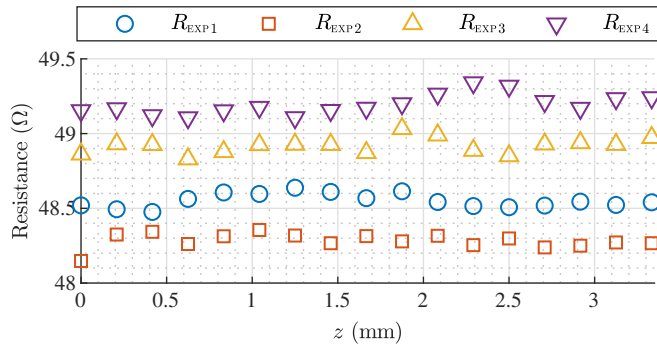 R_EXP1 R_EXP2 R_EXP3 R_EXP4
49.5
49
48.5
48
Resistance (Ω)
0 0.5 1 1.5 2 2.5 3
z (mm)